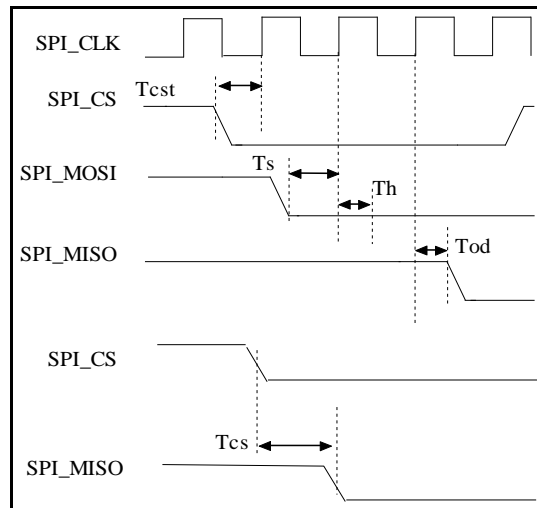 SPI_CLK
Tcst
SPI_CS
Ts
SPI_MOSI
Th
Tod
SPI_MISO
SPI_CS
Tcs
SPI_MISO